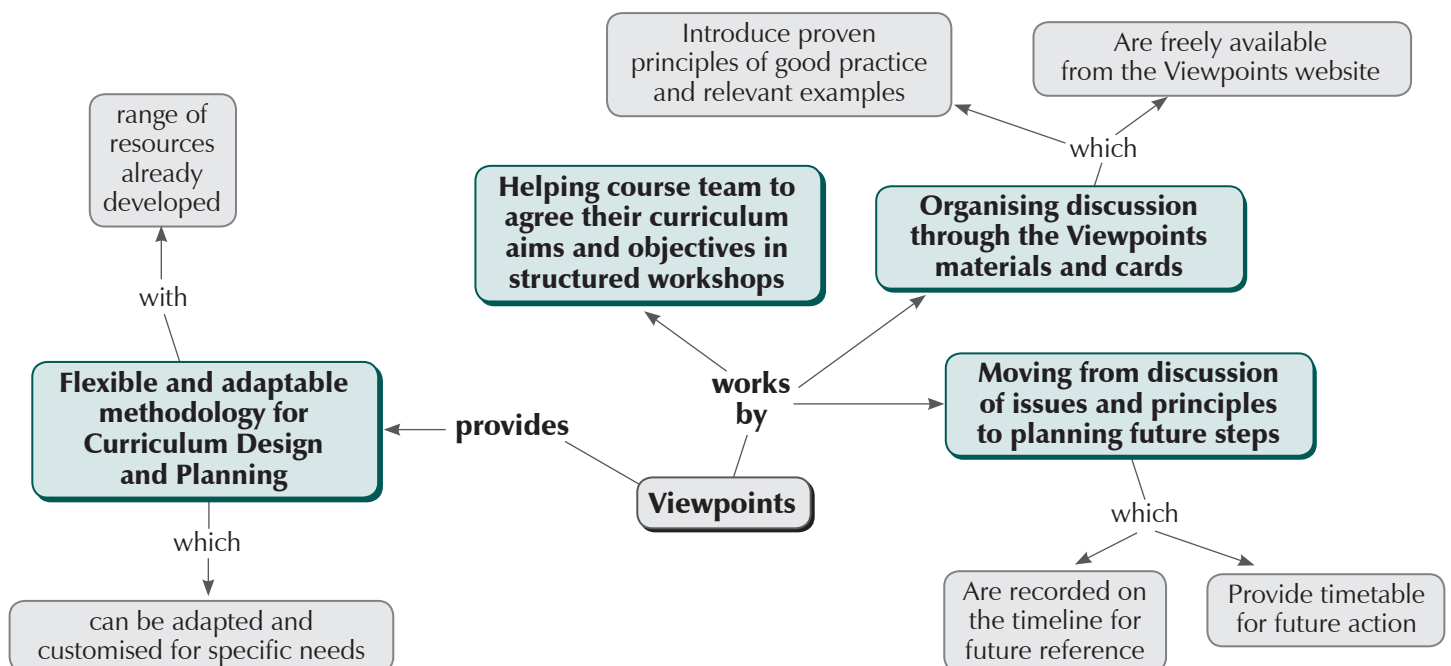 Introduce proven
principles of good practice
and relevant examples
Are freely available
from the Viewpoints website
range of
resources
already
developed
which
Helping course team to
agree their curriculum
aims and objectives in
structured workshops
Organising discussion
through the Viewpoints
materials and cards
with
Flexible and adaptable
methodology for
Curriculum Design
and Planning
provides
works
by
Moving from discussion
of issues and principles
to planning future steps
Viewpoints
which
which
can be adapted and
customised for specific needs
Are recorded on
the timeline for
future reference
Provide timetable
for future action